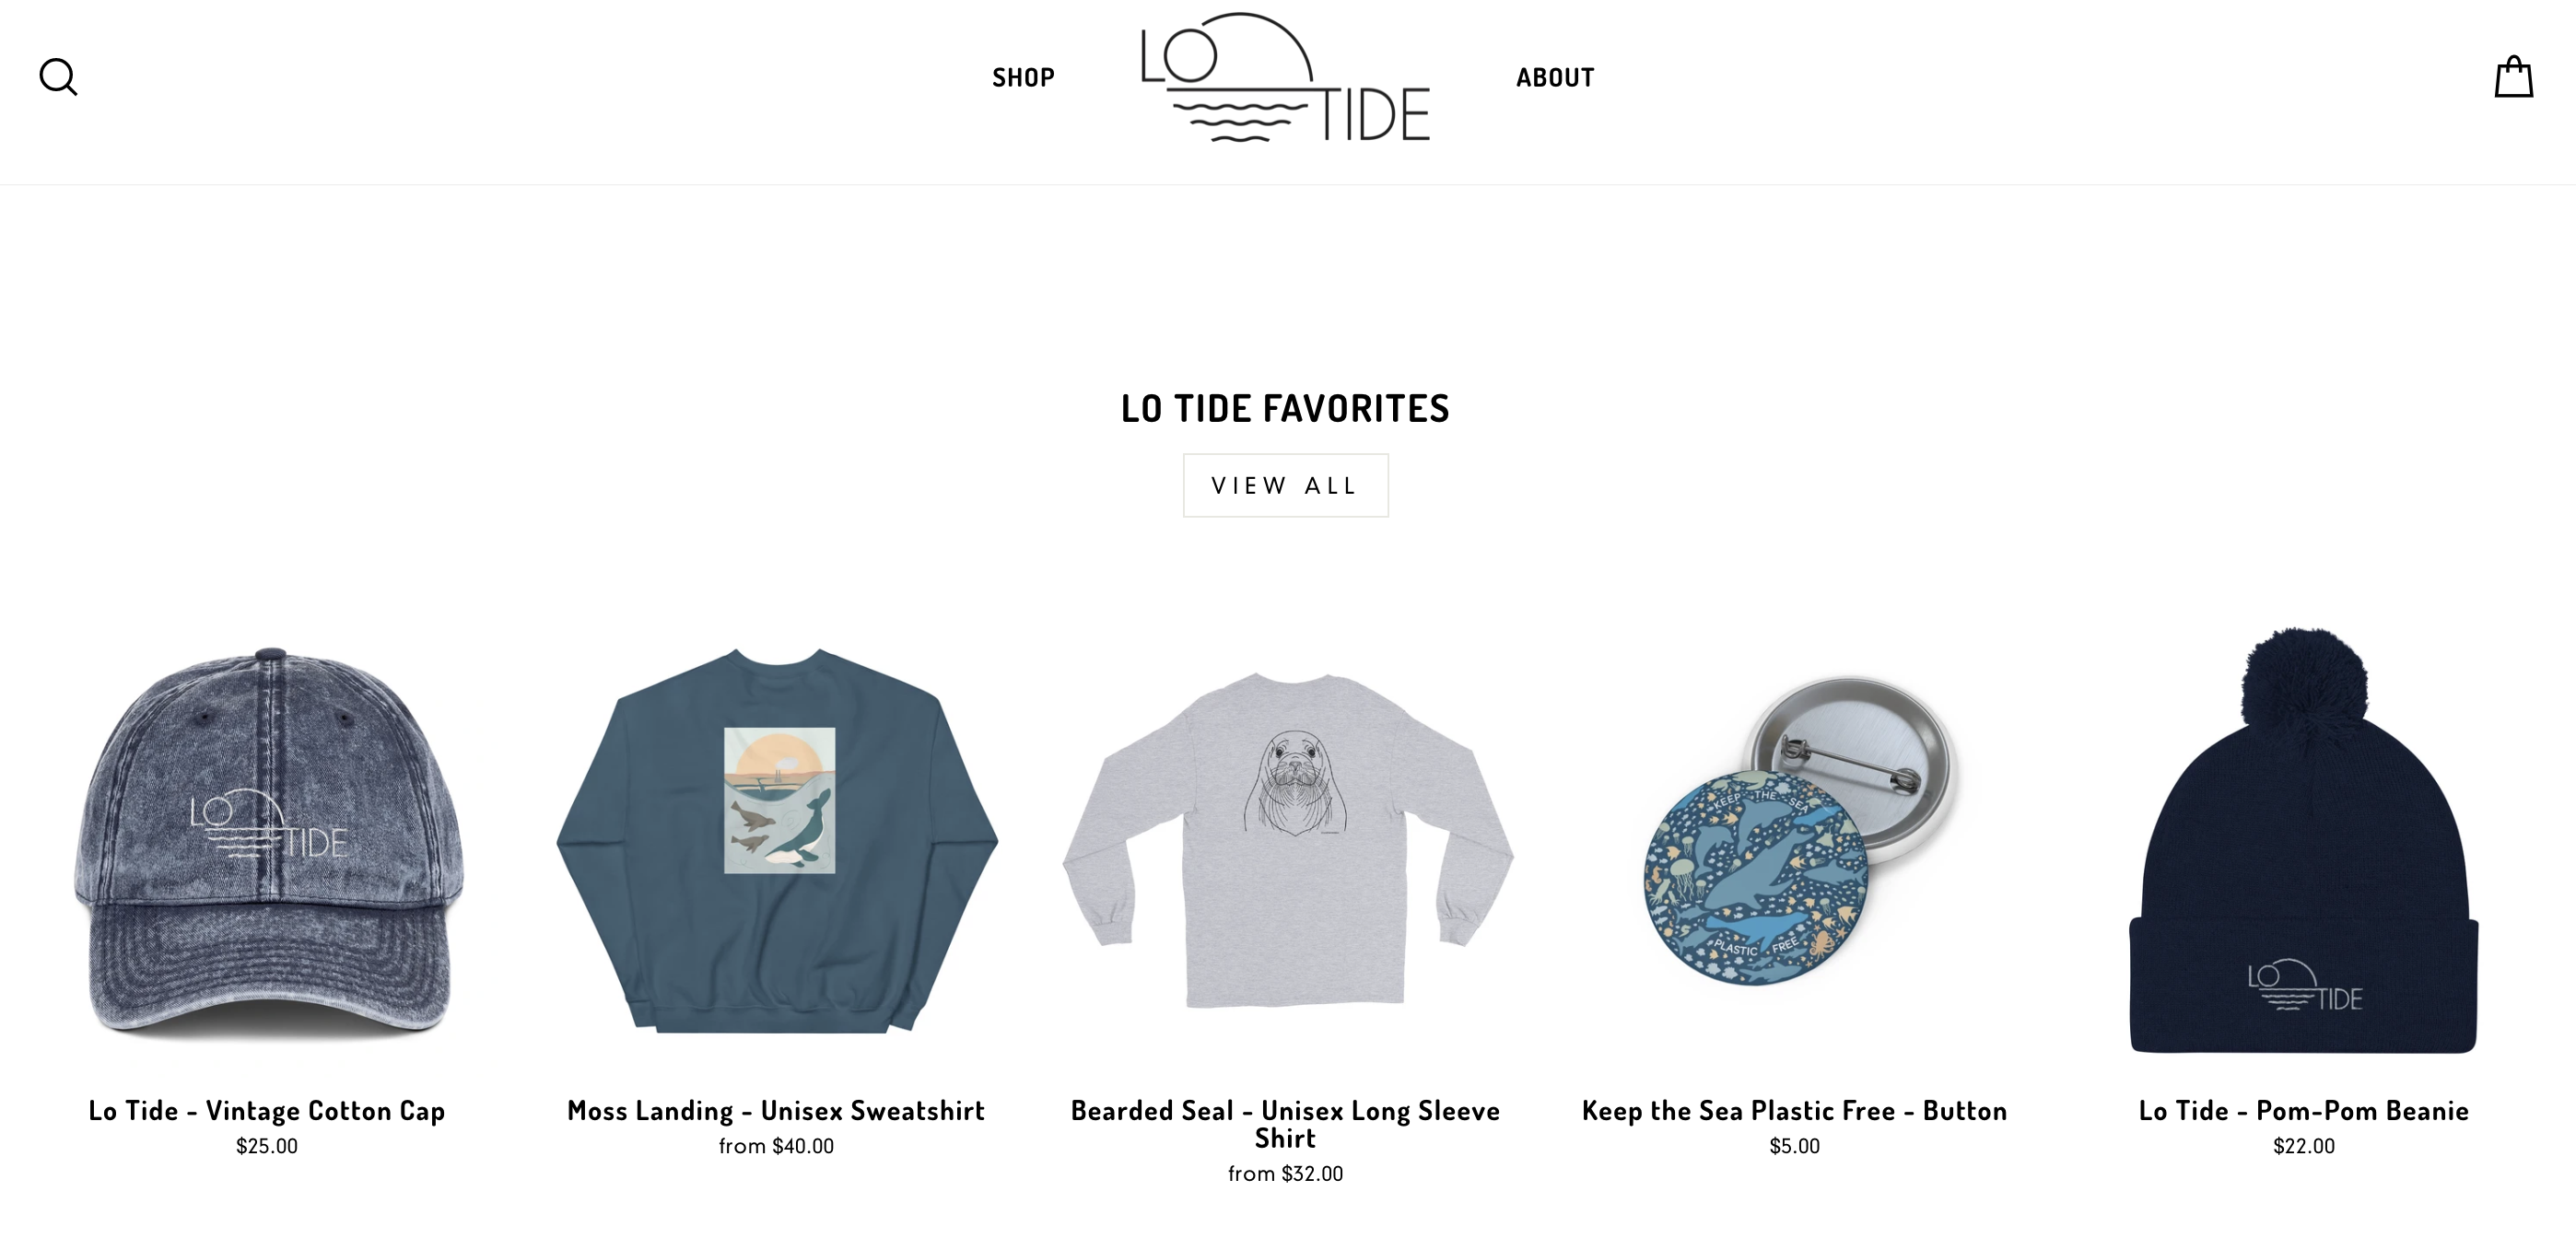 SHOP
LO
TIDE
ABOUT
LO TIDE FAVORITES
VIEW ALL
LO
TIDE
KEEP THE SEA
PLASTIC FREE
LO
TIDE
Lo Tide - Vintage Cotton Cap
$25.00
Moss Landing - Unisex Sweatshirt
from $40.00
Bearded Seal - Unisex Long Sleeve
Shirt
from $32.00
Keep the Sea Plastic Free - Button
$5.00
Lo Tide - Pom-Pom Beanie
$22.00